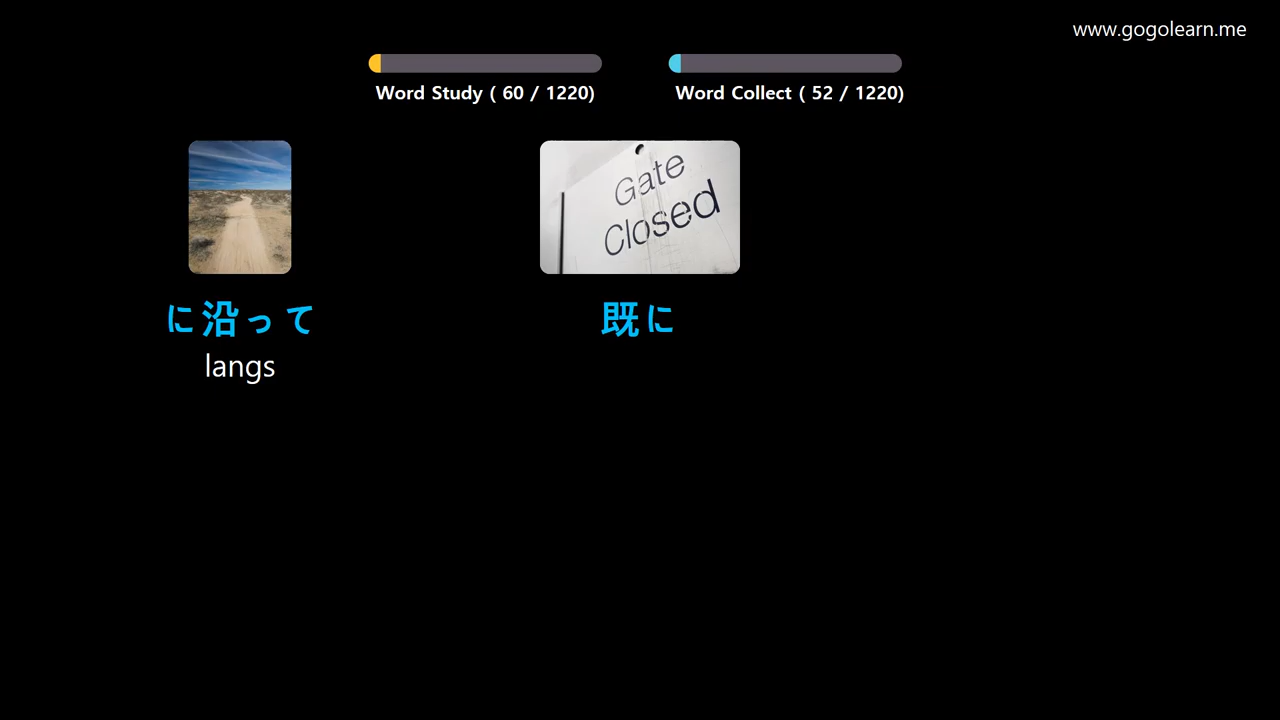 www.gogolearn.me
Word Study ( 60 / 1220)
Word Collect ( 52 / 1220)
Gate
Closed
に沿って
既に
langs